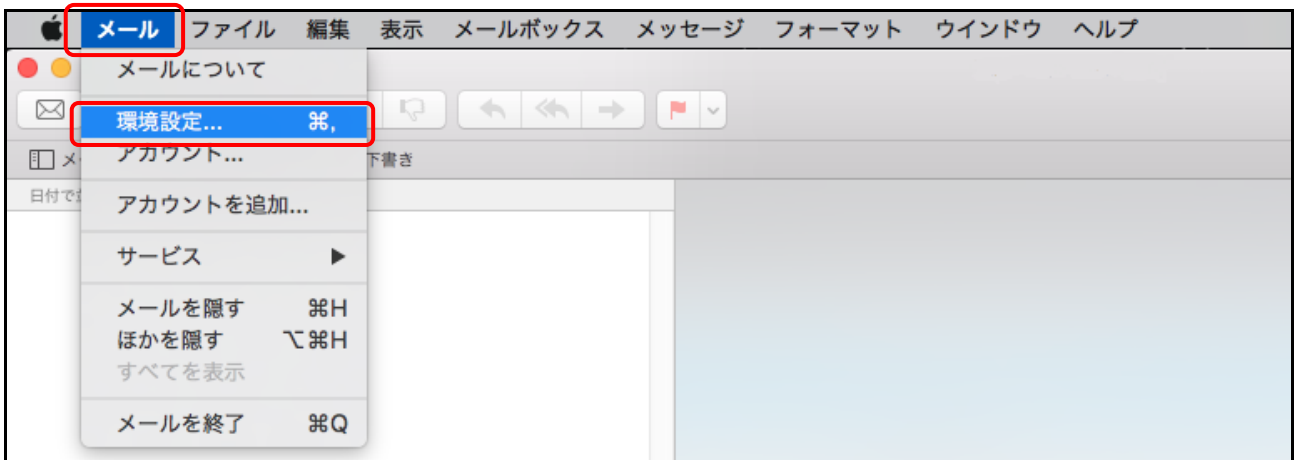 メール ファイル 編集 表示 メールボックス メッセージ フォーマット ウインドウ ヘルプ
メールについて
環境設定... ⌘,
アカウント...
下書き
日付で
アカウントを追加...
サービス ▶
メールを隠す ⌘H
ほかを隠す ⌥⌘H
すべてを表示
メールを終了 ⌘Q